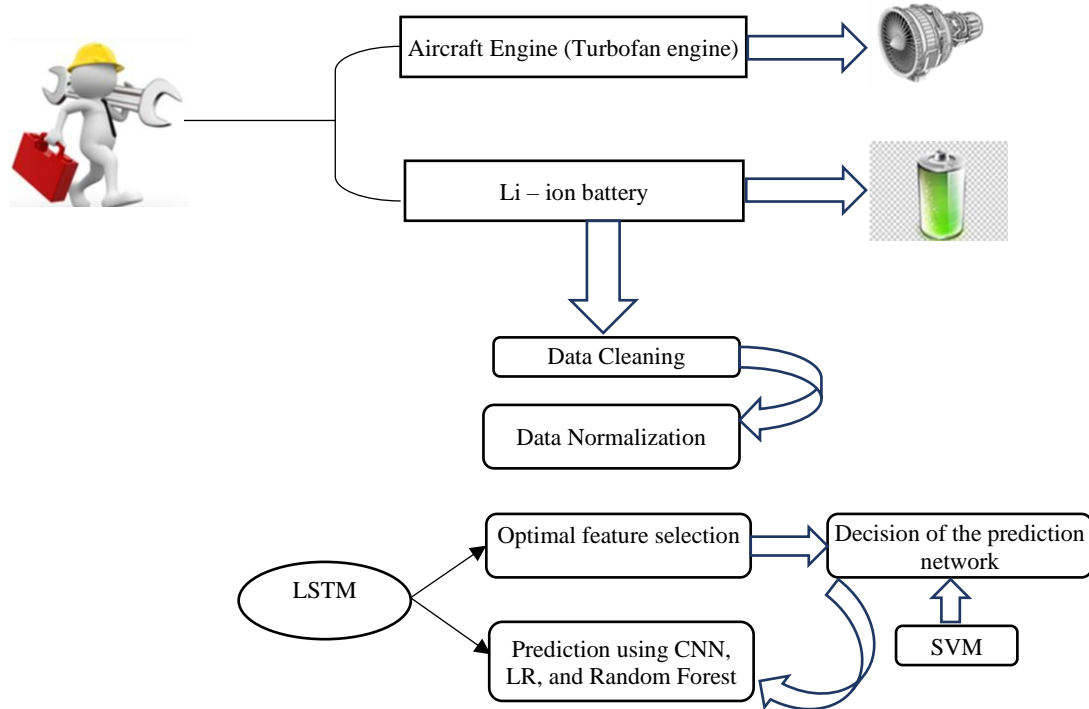 Aircraft Engine (Turbofan engine)
Li – ion battery
Data Cleaning
Data Normalization
Optimal feature selection
Decision of the prediction
network
LSTM
SVM
Prediction using CNN,
LR, and Random Forest